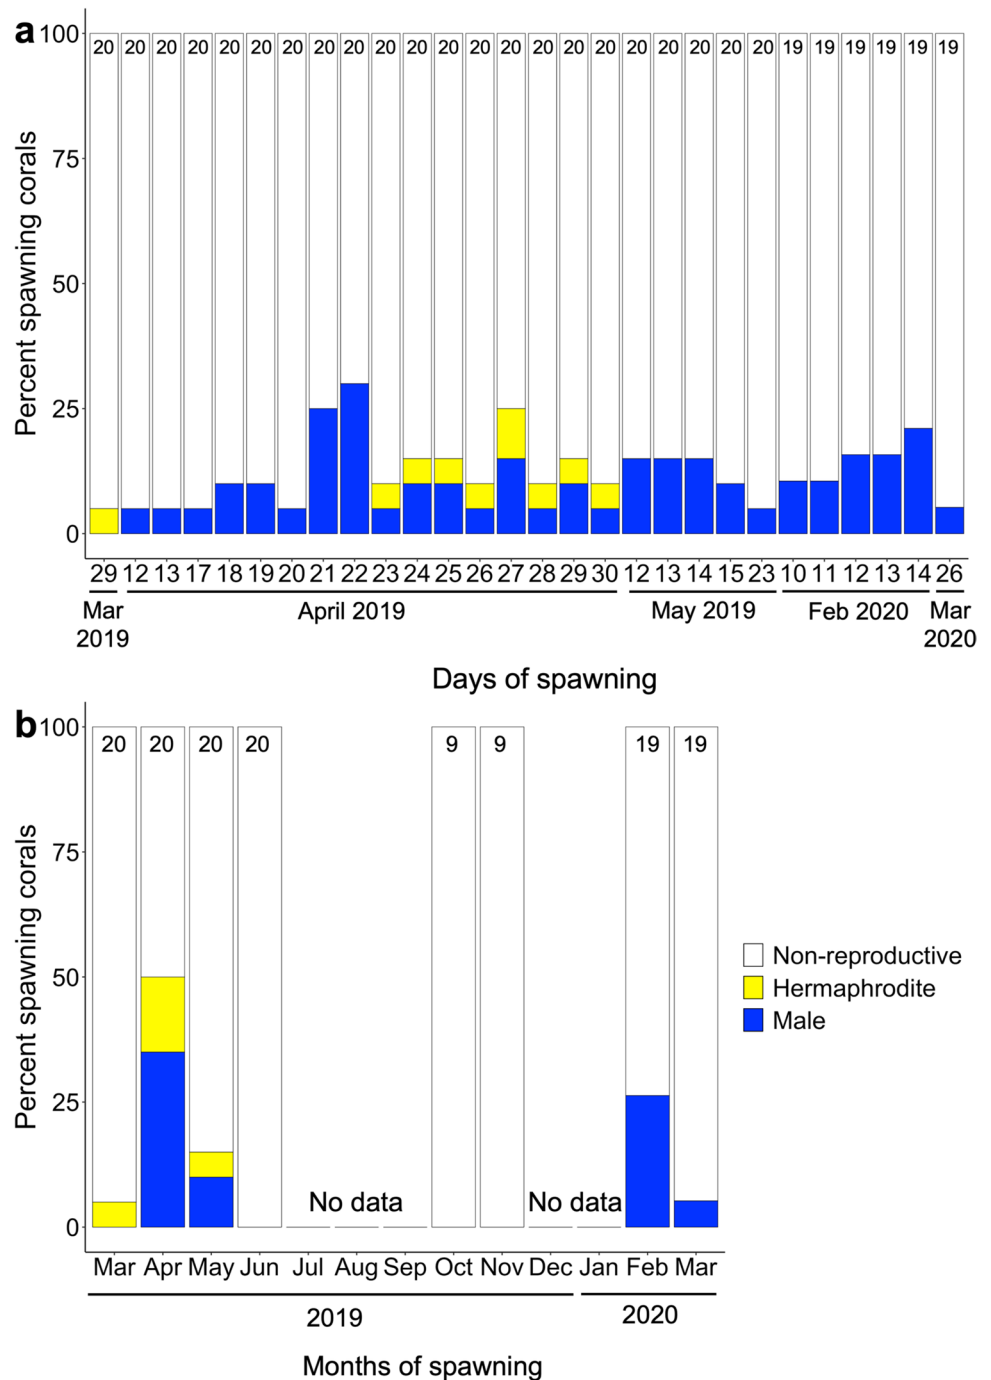 a
100
75
50
25
0
Percent spawning corals
20 20 20 20 20 20 20 20 20 20 20 20 20 20 20 20 20 20 20 20 20 20 19 19 19 19 19 19
29 12 13 17 18 19 20 21 22 23 24 25 26 27 28 29 30 12 13 14 15 23 10 11 12 13 14 26
Mar April 2019 May 2019 Feb 2020 Mar
2019 2020
Days of spawning
b
100
75
50
25
0
Percent spawning corals
20 20 20 20 9 9 19 19
Non-reproductive
Hermaphrodite
Male
No data No data
Mar Apr May Jun Jul Aug Sep Oct Nov Dec Jan Feb Mar
2019 2020
Months of spawning